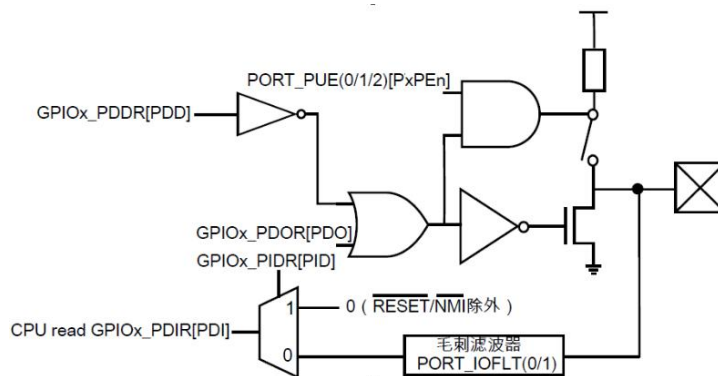 PORT_PUE(0/1/2)[PxPEn]
GPIOx_PDDR[PDD]
GPIOx_PDOR[PDO]
GPIOx_PIDR[PID]
1
0 ( RESET/NMI除外 )
CPU read GPIOx_PDIR[PDI]
0
毛刺滤波器
PORT_IOFLT(0/1)